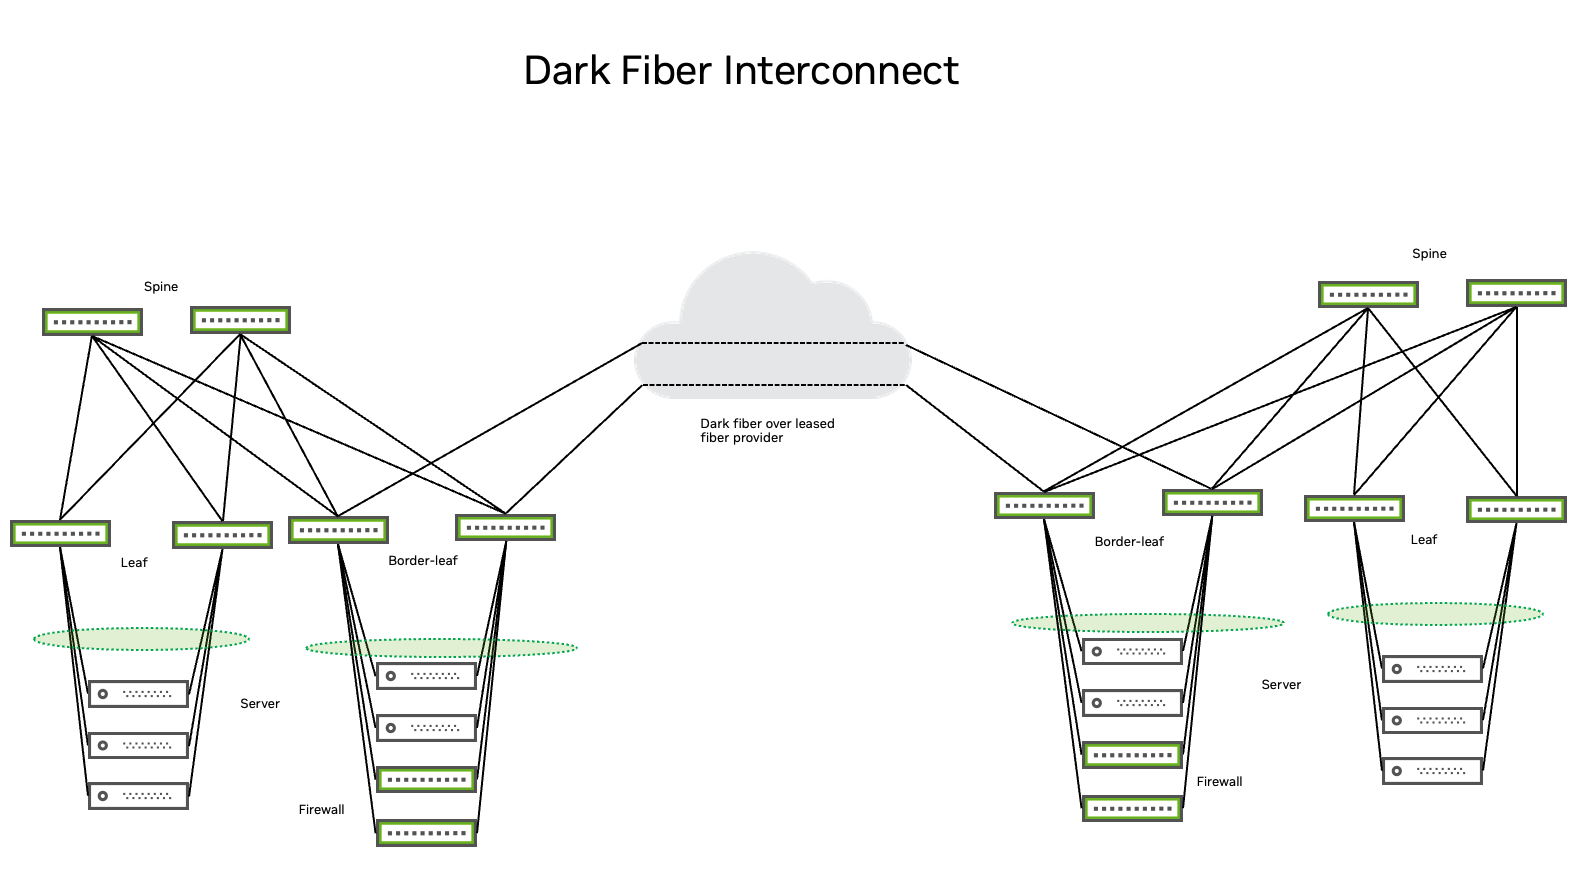 Dark Fiber Interconnect
Spine
Spine
Dark fiber over leased
fiber provider
Leaf
Border-leaf
Border-leaf
Leaf
Server
Server
Firewall
Firewall